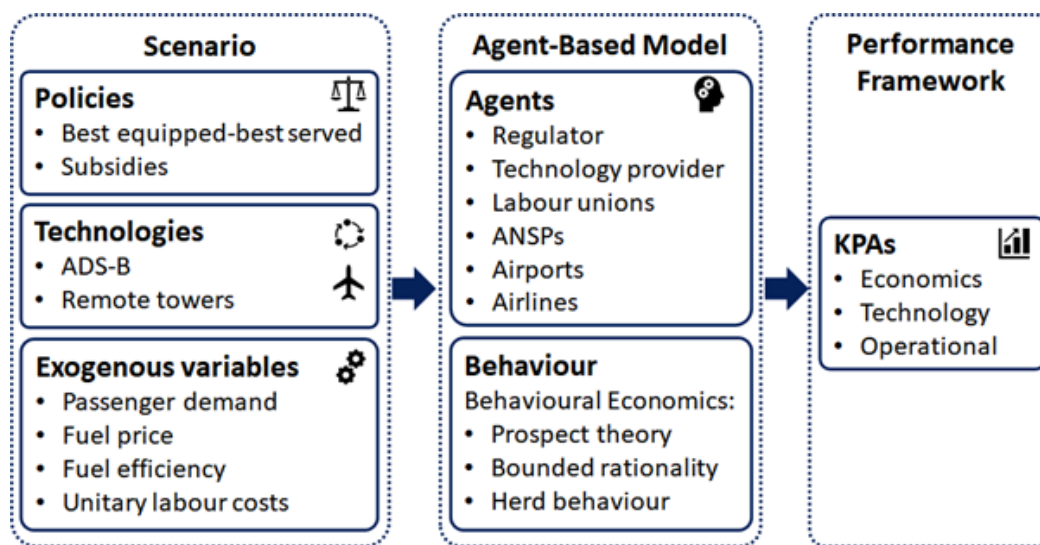 Scenario
Policies
• Best equipped-best served
• Subsidies
Technologies
• ADS-B
• Remote towers
Exogenous variables
• Passenger demand
• Fuel price
• Fuel efficiency
• Unitary labour costs
Agent-Based Model
Agents
• Regulator
• Technology provider
• Labour unions
• ANSPs
• Airports
• Airlines
Behaviour
Behavioural Economics:
• Prospect theory
• Bounded rationality
• Herd behaviour
Performance
Framework
KPAs
• Economics
• Technology
• Operational